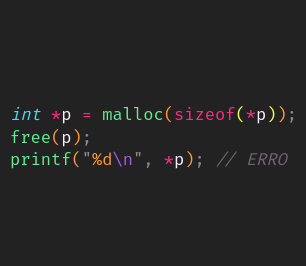 int *p = malloc(sizeof(*p));
free(p);
printf("%d\n", *p); // ERRO